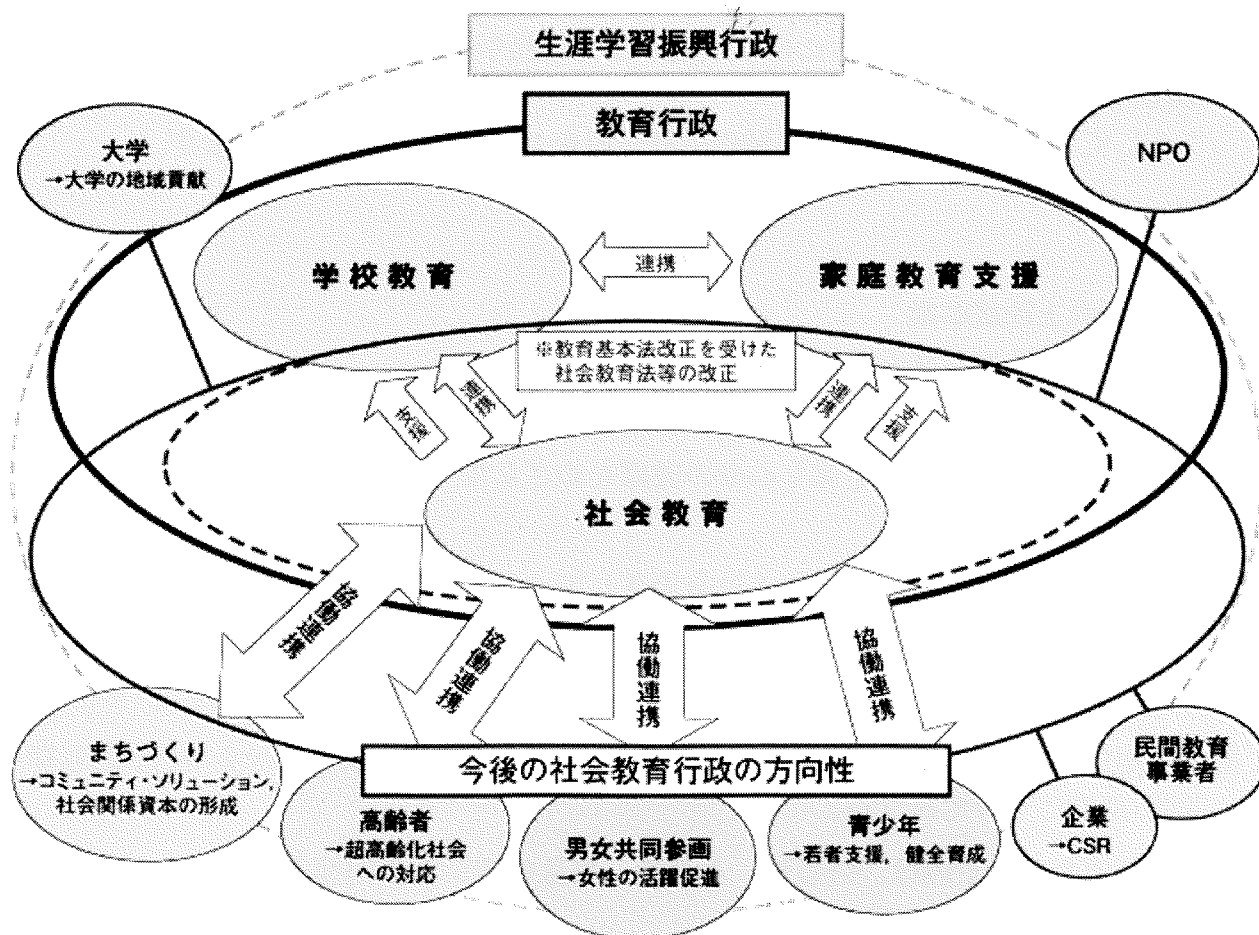 生涯学習振興行政
教育行政
大学
→大学の地域貢献
NPO
学校教育
連携
家庭教育支援
※教育基本法改正を受けた
社会教育法等の改正
支援
連携
連携
支援
社会教育
協働連携
協働連携
協働連携
協働連携
まちづくり
→コミュニティ・ソリューション,
社会関係資本の形成
今後の社会教育行政の方向性
高齢者
→超高齢化社会
への対応
男女共同参画
→女性の活躍促進
青少年
→若者支援, 健全育成
企業
→CSR
民間教育
事業者